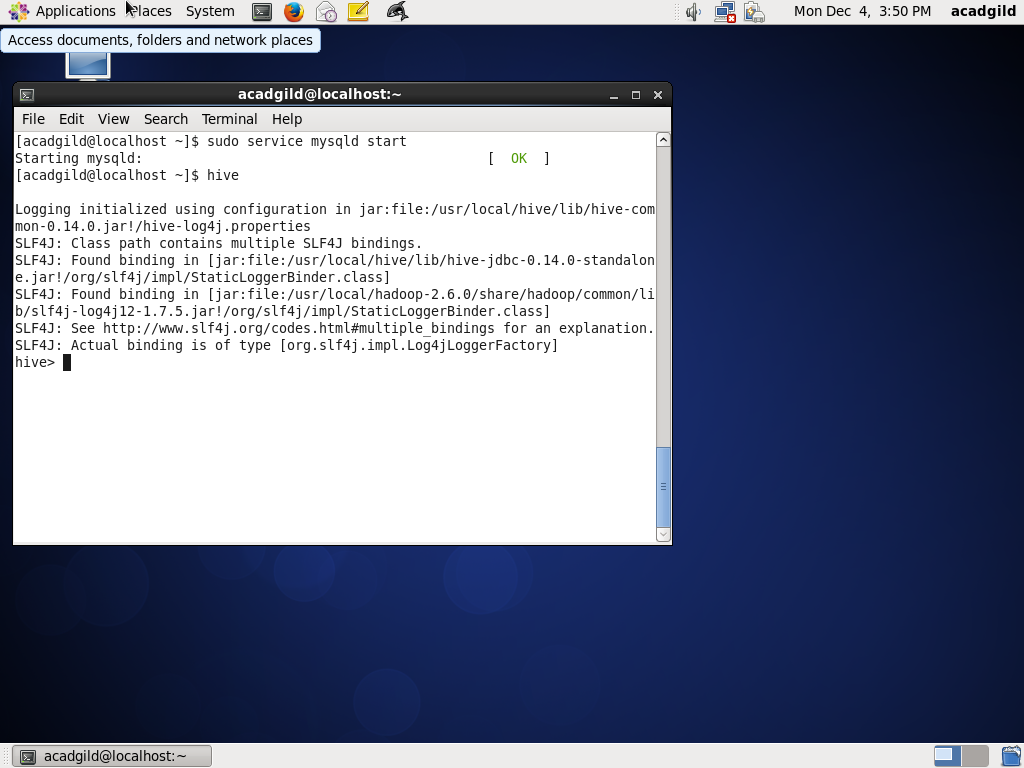 Applications Places System Mon Dec 4, 3:50 PM acadgild
Access documents, folders and network places
acadgild@localhost:~
File Edit View Search Terminal Help
[acadgild@localhost ~]$ sudo service mysqld start
Starting mysqld: [ OK ]
[acadgild@localhost ~]$ hive
Logging initialized using configuration in jar:file:/usr/local/hive/lib/hive-com
mon-0.14.0.jar!/hive-log4j.properties
SLF4J: Class path contains multiple SLF4J bindings.
SLF4J: Found binding in [jar:file:/usr/local/hive/lib/hive-jdbc-0.14.0-standalon
e.jar!/org/slf4j/impl/StaticLoggerBinder.class]
SLF4J: Found binding in [jar:file:/usr/local/hadoop-2.6.0/share/hadoop/common/li
b/slf4j-log4j12-1.7.5.jar!/org/slf4j/impl/StaticLoggerBinder.class]
SLF4J: See http://www.slf4j.org/codes.html#multiple_bindings for an explanation.
SLF4J: Actual binding is of type [org.slf4j.impl.Log4jLoggerFactory]
hive>
acadgild@localhost:~